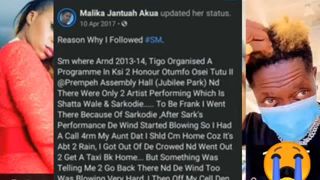 Malika Jantuah Akua updated her status.
10 Apr 2017 •
Reason Why I Followed #SM.
Sm where Arnd 2013-14, Tigo Organised A
Programme In Ksi 2 Honour Otumfo Osei Tutu II
@Prempeh Assembly Hall (Jubilee Park) Nd
There Were Only 2 Artist Performing Which Is
Shatta Wale & Sarkodie..... To Be Frank I Went
There Because Of Sarkodie ,After Sark's
Performance De Wind Started Blowing So I Had
A Call 4rm My Aunt Dat I Shld Cm Home Coz It's
Abt 2 Rain, I Got Out Of De Crowed Nd Went Out
2 Get A Taxi Bk Home... But Something Was
Telling Me 2 Go Back There Nd De Wind Too
Was Blowing Very Hard, I Then Off My Cell Den